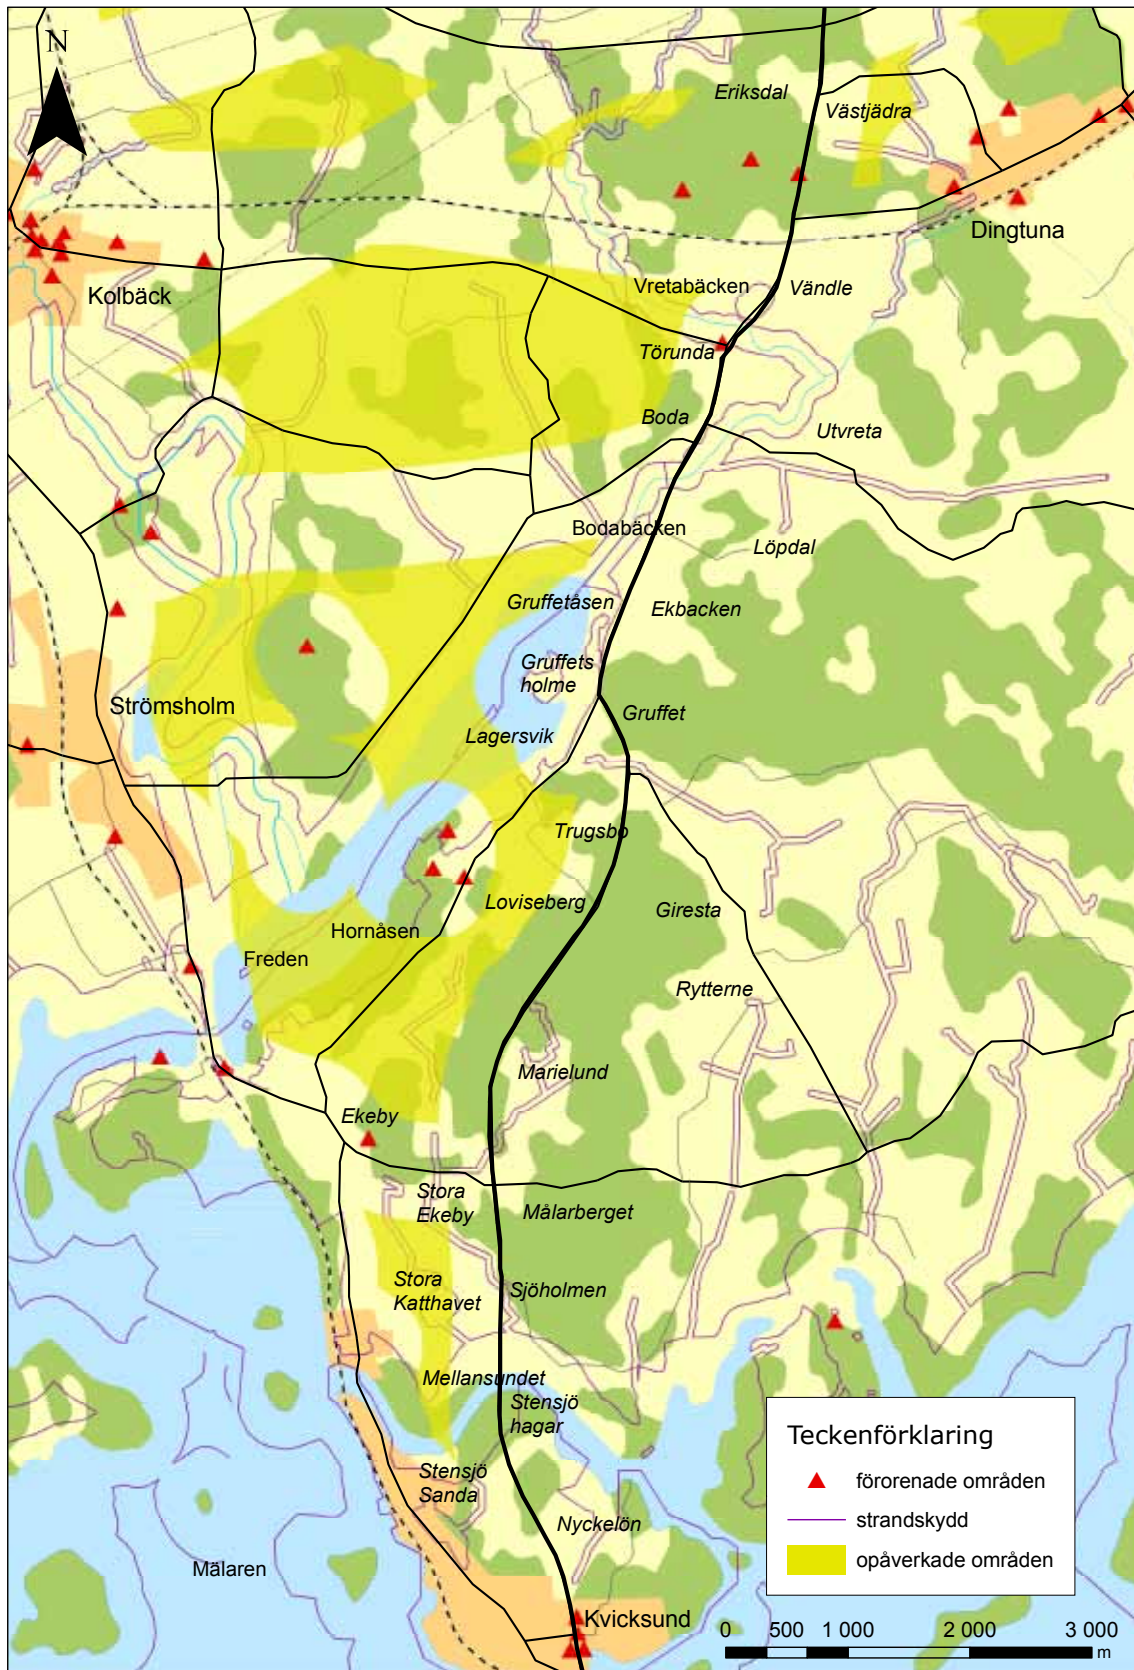 N
Eriksdal
Västjädra
Dingtuna
Kolbäck
Vretabäcken
Vändle
Törunda
Boda
Utvreta
Bodabäcken
Löpdal
Gruffetåsen
Ekbacken
Gruffets
holme
Strömsholm
Gruffet
Lagersvik
Trugsbo
Loviseberg
Giresta
Hornåsen
Freden
Rytterne
Marielund
Ekeby
Stora
Ekeby
Målarberget
Stora
Katthavet
Sjöholmen
Mellansundet
Stensjö
hagar
Stensjö
Sanda
Nyckelön
Mälaren
Kvicksund
Teckenförklaring
förorenade områden
strandskydd
opåverkade områden
0 500 1 000 2 000 3 000
m